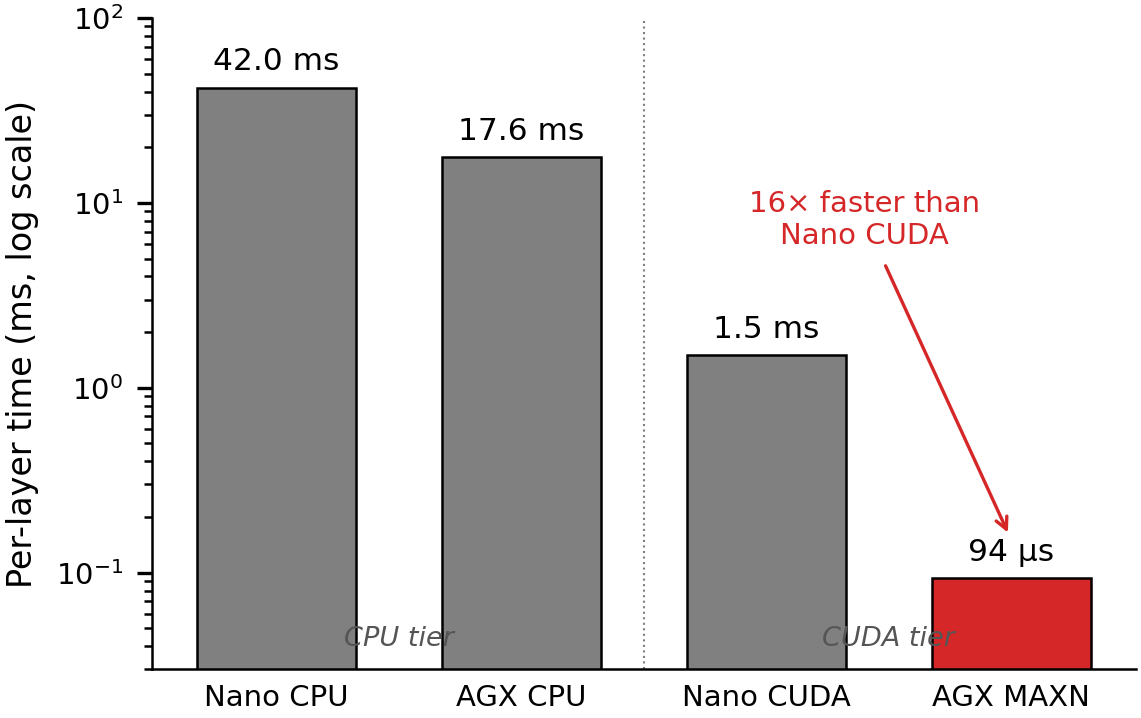 Per-layer time (ms, log scale)
10²
10¹
10⁰
10⁻¹
42.0 ms
17.6 ms
1.5 ms
94 µs
16× faster than
Nano CUDA
CPU tier
CUDA tier
Nano CPU
AGX CPU
Nano CUDA
AGX MAXN